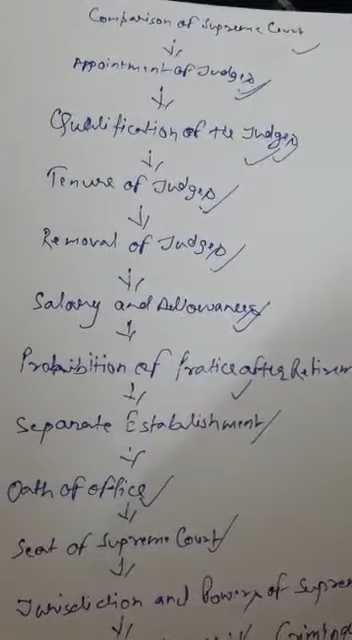 Comparison of Supreme Court
Appointment of Judges
Qualification of the Judges
Tenure of Judges
Removal of Judges
Salary and Allowances
Prohibition of Pratice after Retirem
Separate Establishment
Oath of office
Seat of Supreme Court
Jurisdiction and Powers of Suprem
Crimina